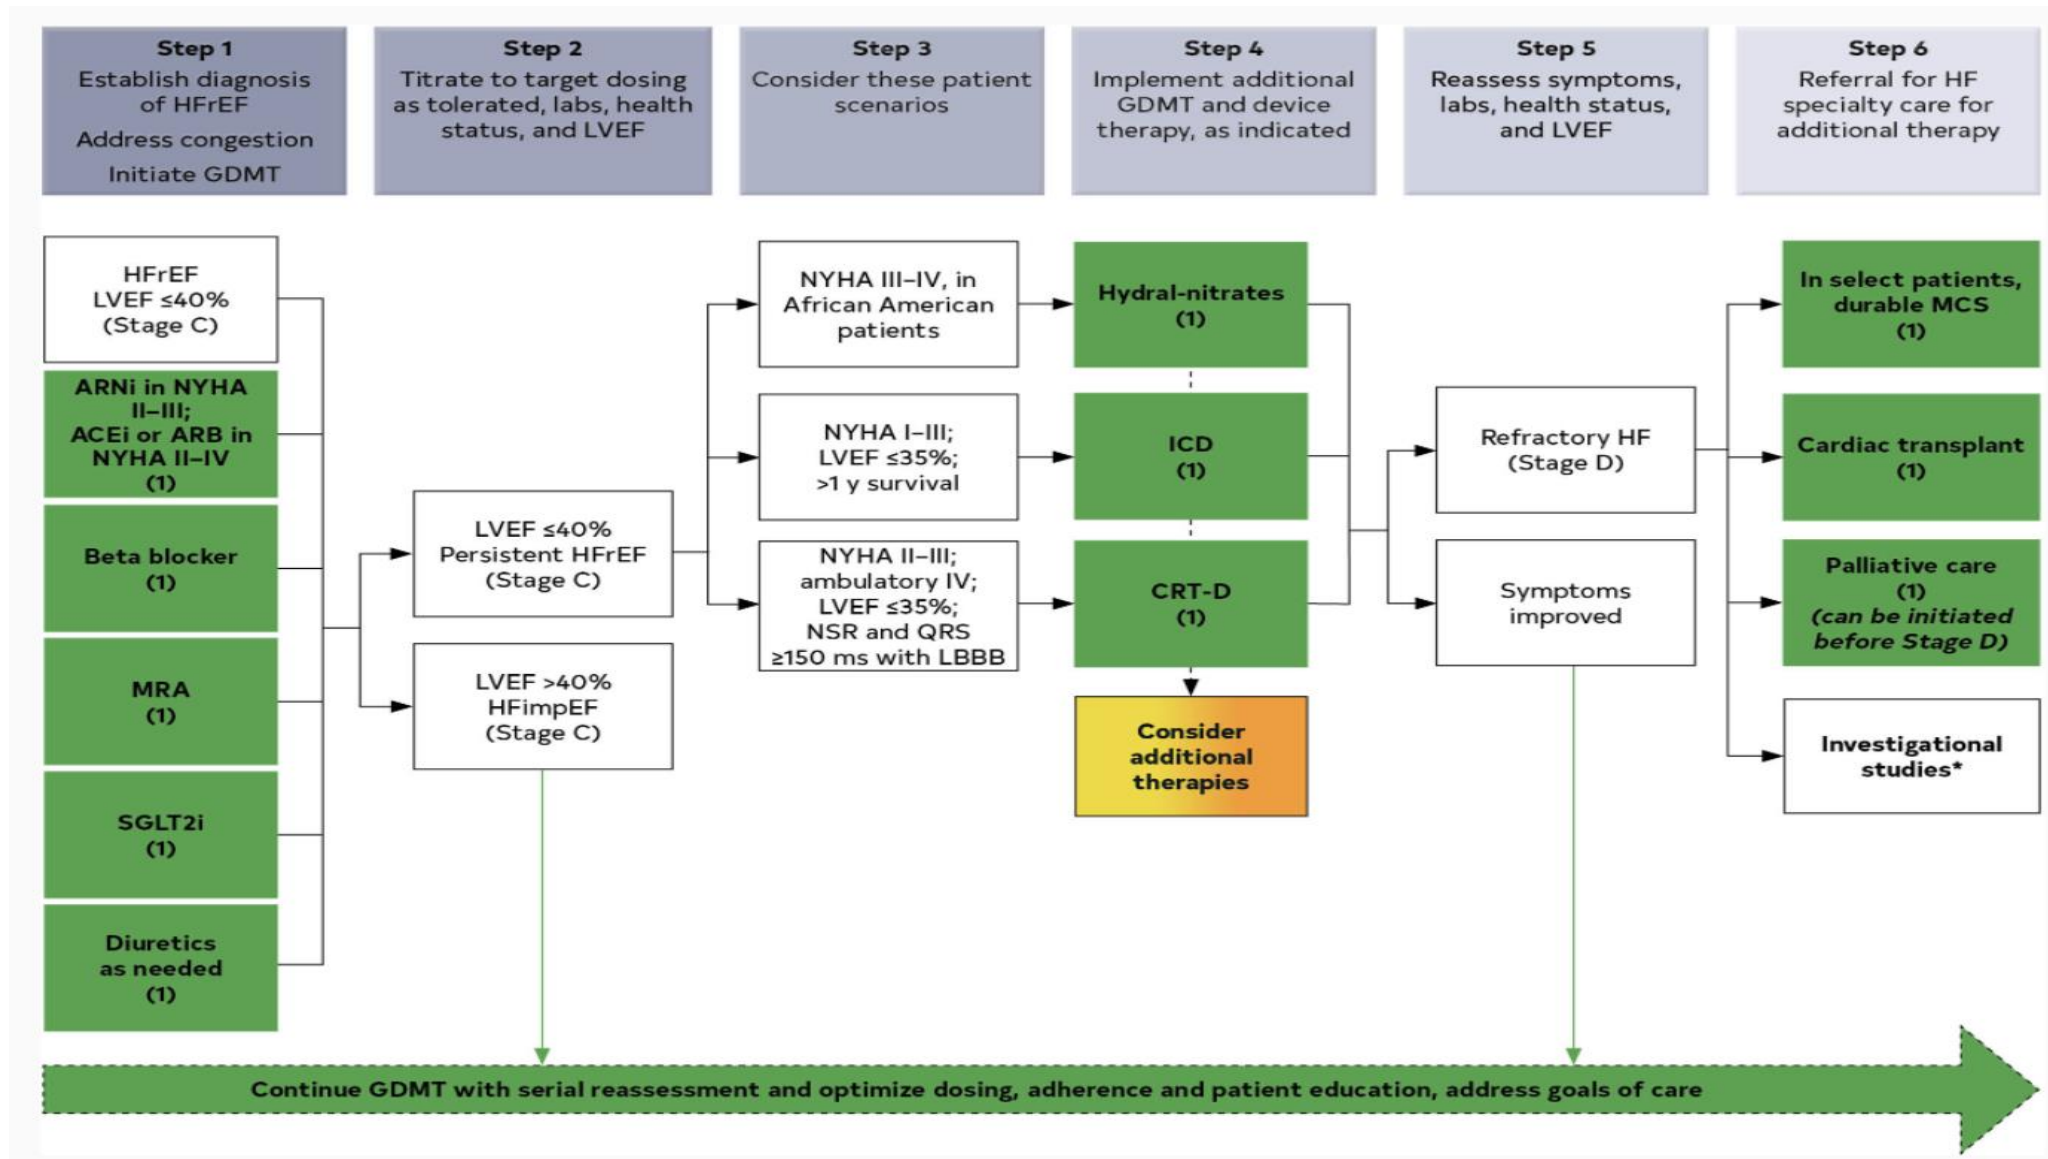 Step 1
Establish diagnosis
of HFrEF
Address congestion
Initiate GDMT
Step 2
Titrate to target dosing
as tolerated, labs, health
status, and LVEF
Step 3
Consider these patient
scenarios
Step 4
Implement additional
GDMT and device
therapy, as indicated
Step 5
Reassess symptoms,
labs, health status,
and LVEF
Step 6
Referral for HF
specialty care for
additional therapy
HFrEF
LVEF ≤40%
(Stage C)
ARNi in NYHA
II–III;
ACEi or ARB in
NYHA II–IV
(1)
Beta blocker
(1)
MRA
(1)
SGLT2i
(1)
Diuretics
as needed
(1)
LVEF ≤40%
Persistent HFrEF
(Stage C)
LVEF >40%
HFimpEF
(Stage C)
NYHA III–IV, in
African American
patients
NYHA I–III;
LVEF ≤35%;
>1 y survival
NYHA II–III;
ambulatory IV;
LVEF ≤35%;
NSR and QRS
≥150 ms with LBBB
Hydral-nitrates
(1)
ICD
(1)
CRT-D
(1)
Consider
additional
therapies
Refractory HF
(Stage D)
Symptoms
improved
In select patients,
durable MCS
(1)
Cardiac transplant
(1)
Palliative care
(1)
(can be initiated
before Stage D)
Investigational
studies*
Continue GDMT with serial reassessment and optimize dosing, adherence and patient education, address goals of care